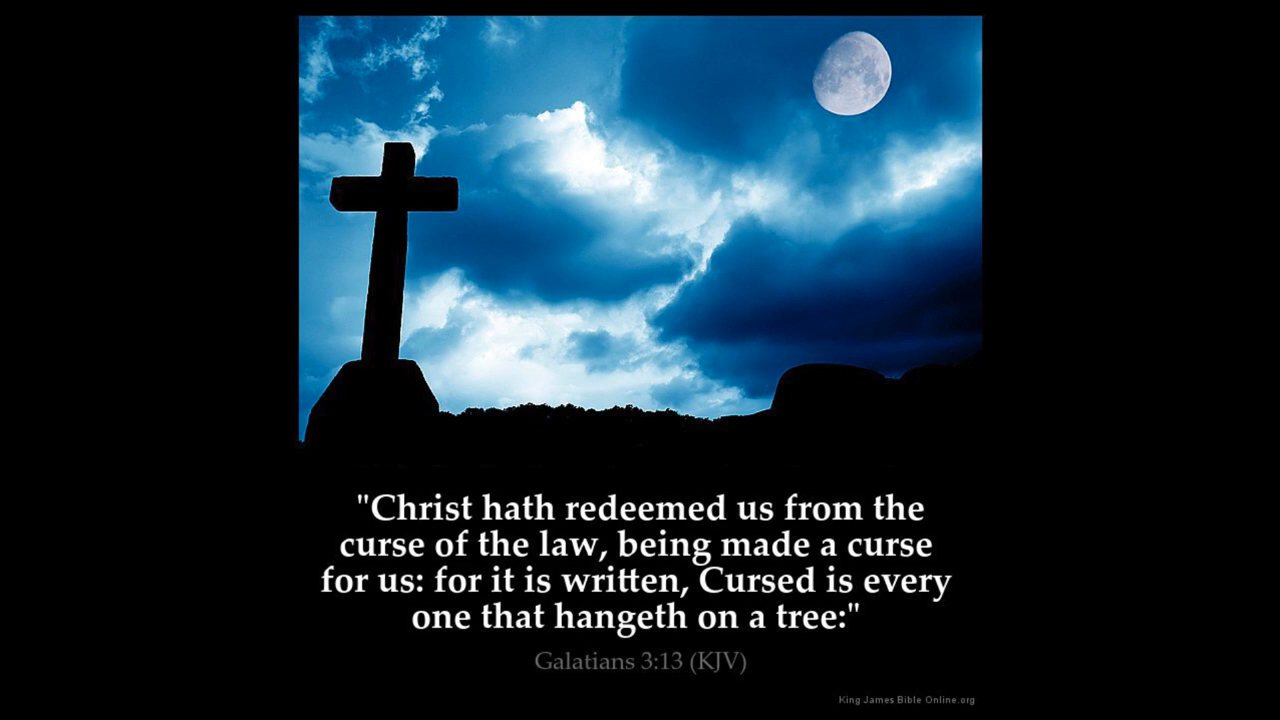 "Christ hath redeemed us from the
curse of the law, being made a curse
for us: for it is written, Cursed is every
one that hangeth on a tree:"
Galatians 3:13 (KJV)
King James Bible Online.org